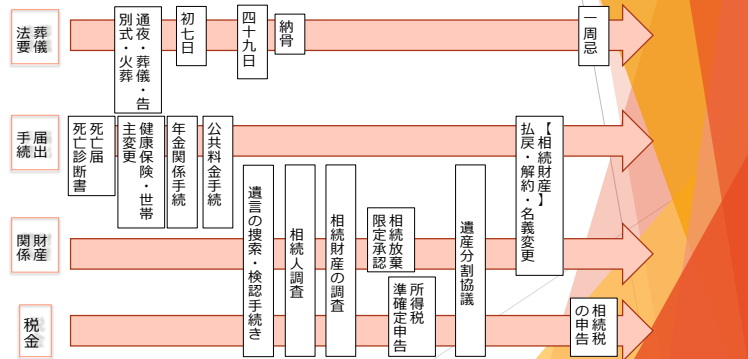 葬儀
法要
通夜・葬儀・告
別式・火葬
初七日
四十九日
納骨
一周忌
届出
手続
死亡届
死亡診断書
健康保険・世帯
主変更
年金関係手続
公共料金手続
【相続財産】
払戻・解約・名義変更
財産
関係
遺言の捜索・検認手続き
相続人調査
相続財産の調査
相続放棄
限定承認
遺産分割協議
税金
所得税
準確定申告
相続税
の申告